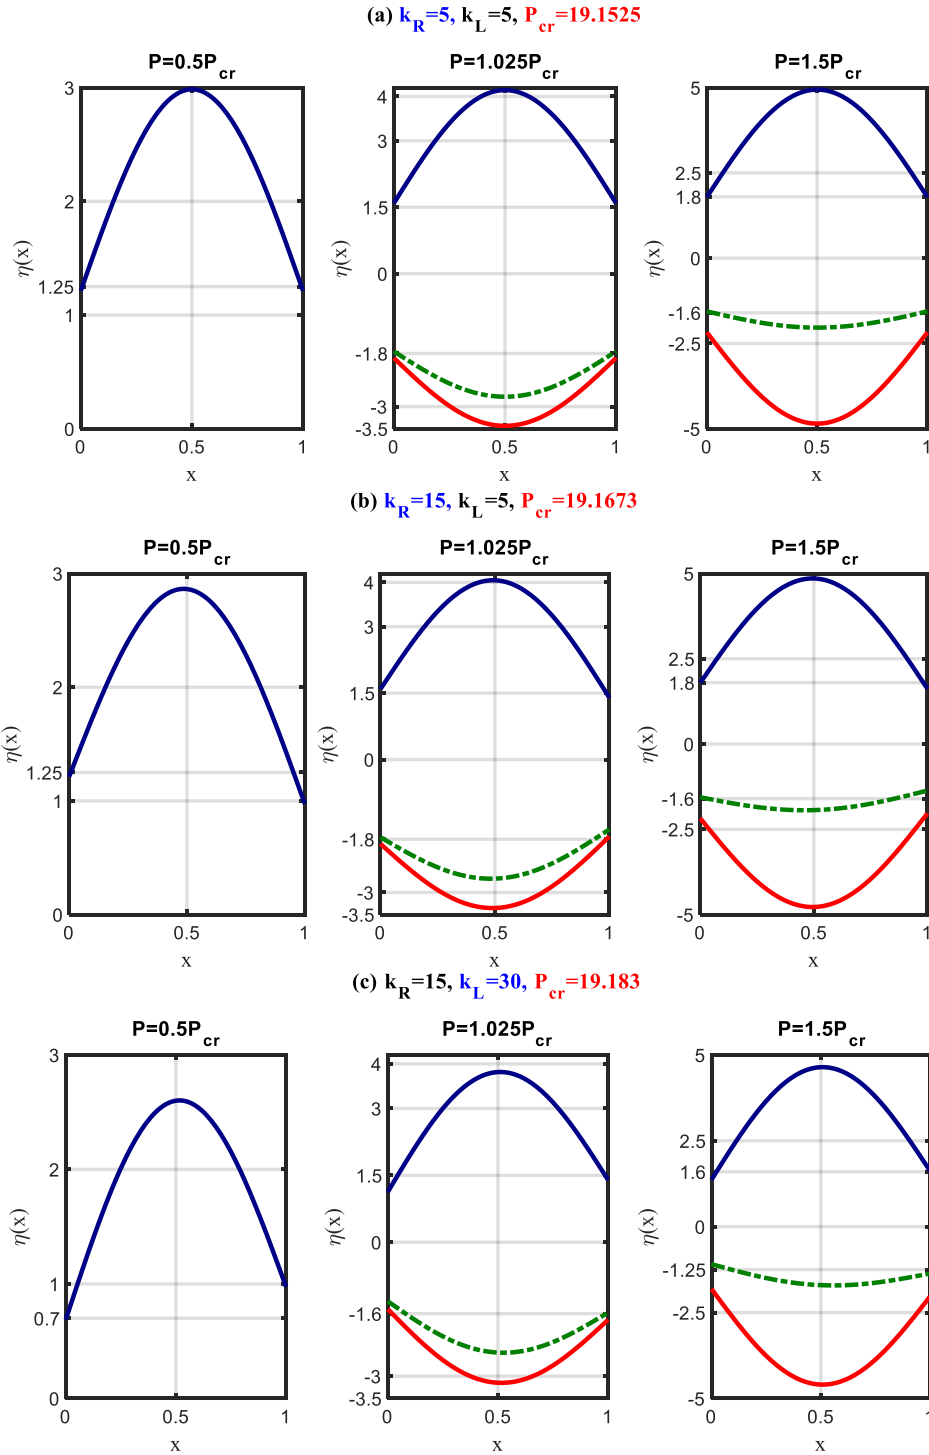 (a) k_R=5, k_L=5, P_cr=19.1525
P=0.5P_cr
P=1.025P_cr
P=1.5P_cr
3
2
1.25
1
0
η(x)
0 0.5 1
x
4
3
1.5
0
-1.8
-3
-3.5
η(x)
0 0.5 1
x
5
2.5
1.8
0
-1.6
-2.5
-5
η(x)
0 0.5 1
x
(b) k_R=15, k_L=5, P_cr=19.1673
P=0.5P_cr
P=1.025P_cr
P=1.5P_cr
3
2
1.25
1
0
η(x)
0 0.5 1
x
4
3
1.5
0
-1.8
-3
-3.5
η(x)
0 0.5 1
x
5
2.5
1.8
0
-1.6
-2.5
-5
η(x)
0 0.5 1
x
(c) k_R=15, k_L=30, P_cr=19.183
P=0.5P_cr
P=1.025P_cr
P=1.5P_cr
3
2
1
0.7
0
η(x)
0 0.5 1
x
4
3
1.5
0
-1.6
-3
-3.5
η(x)
0 0.5 1
x
5
2.5
1.6
0
-1.25
-2.5
-5
η(x)
0 0.5 1
x